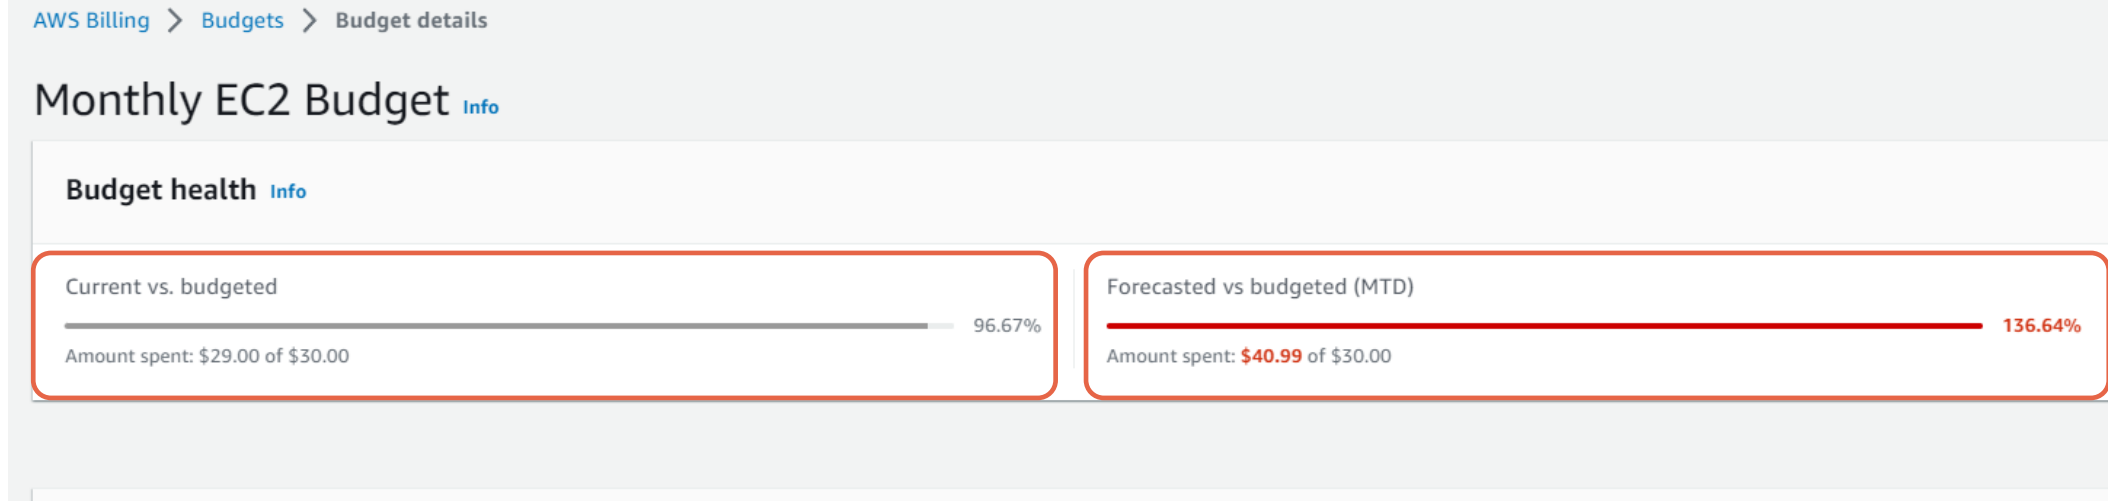 AWS Billing > Budgets > Budget details
Monthly EC2 Budget Info
Budget health Info
Current vs. budgeted
96.67%
Amount spent: $29.00 of $30.00
Forecasted vs budgeted (MTD)
136.64%
Amount spent: $40.99 of $30.00